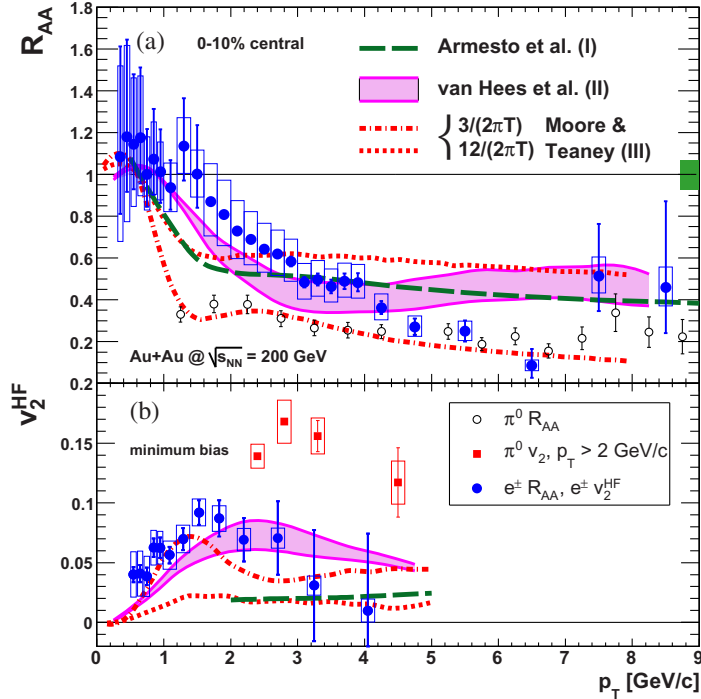 R_AA
1.8
1.6
1.4
1.2
1
0.8
0.6
0.4
0.2
(a)
0-10% central
Armesto et al. (I)
van Hees et al. (II)
3/(2πT)
12/(2πT)
{
Moore &
Teaney (III)
Au+Au @ √s_NN = 200 GeV
v_2^HF
0.2
0.15
0.1
0.05
0
(b)
minimum bias
π⁰ R_AA
π⁰ v_2, p_T > 2 GeV/c
e± R_AA, e± v_2^HF
0 1 2 3 4 5 6 7 8 9
p_T [GeV/c]